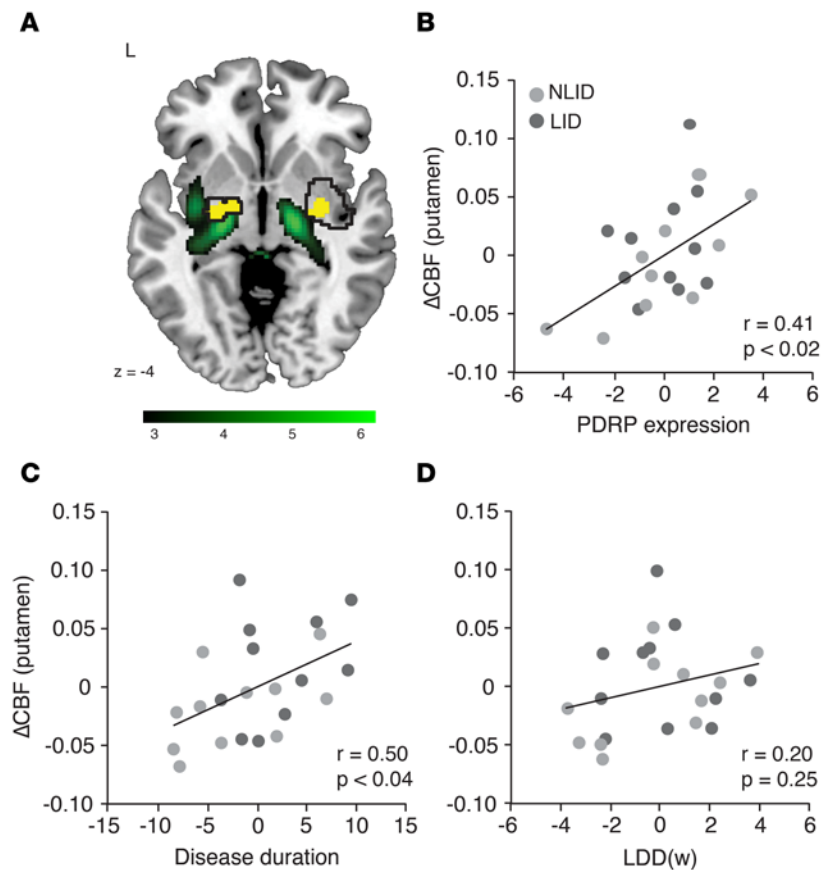 A
L
z = -4
3 4 5 6
B
NLID
LID
ΔCBF (putamen)
0.15
0.10
0.05
0
-0.05
-0.10
r = 0.41
p < 0.02
-6 -4 -2 0 2 4 6
PDRP expression
C
ΔCBF (putamen)
0.15
0.10
0.05
0
-0.05
-0.10
r = 0.50
p < 0.04
-15 -10 -5 0 5 10 15
Disease duration
D
0.15
0.10
0.05
0
-0.05
-0.10
r = 0.20
p = 0.25
-6 -4 -2 0 2 4 6
LDD(w)